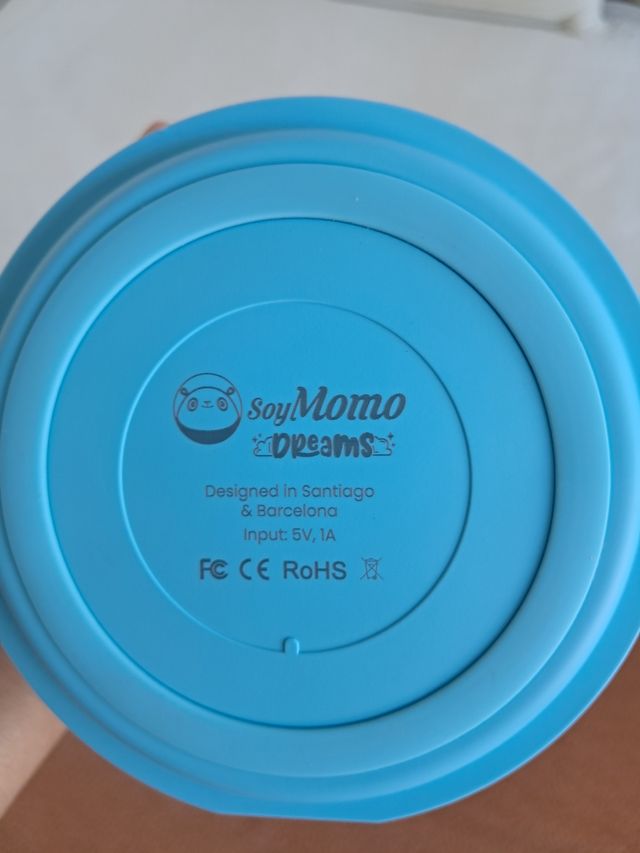 SoyMomo
DReamS
Designed in Santiago
& Barcelona
Input: 5V, 1A
FC CE RoHS